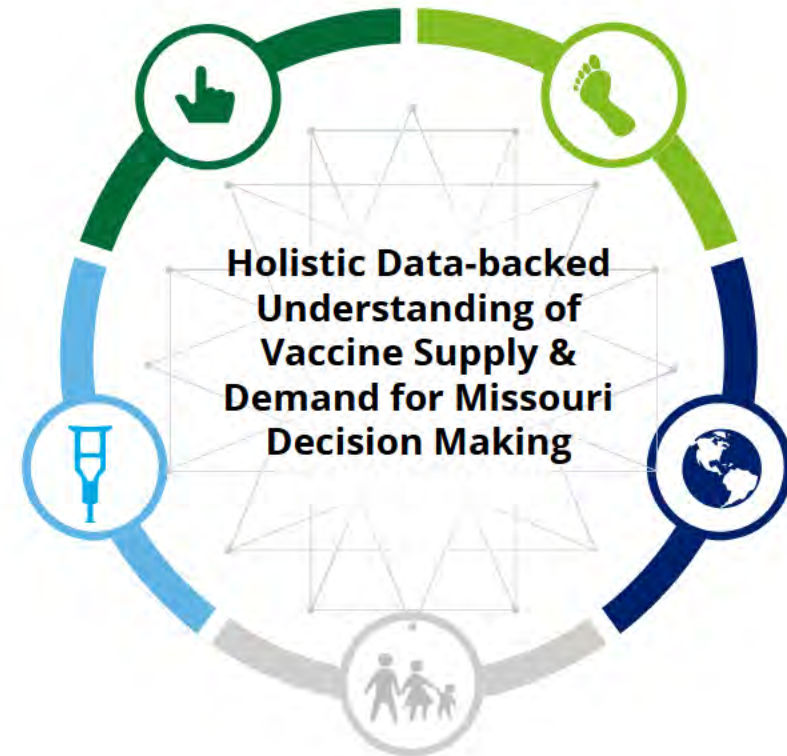 Holistic Data-backed
Understanding of
Vaccine Supply &
Demand for Missouri
Decision Making